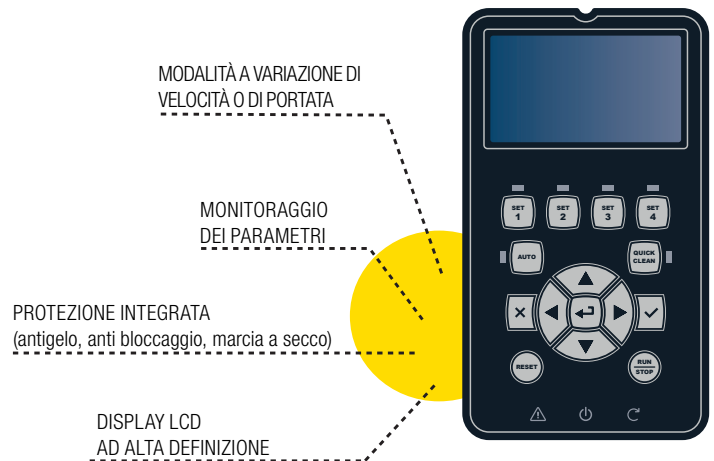 MODALITÀ A VARIAZIONE DI
VELOCITÀ O DI PORTATA
MONITORAGGIO
DEI PARAMETRI
PROTEZIONE INTEGRATA
(antigelo, anti bloccaggio, marcia a secco)
DISPLAY LCD
AD ALTA DEFINIZIONE
SET
1
SET
2
SET
3
SET
4
AUTO
QUICK
CLEAN
RESET
RUN
STOP